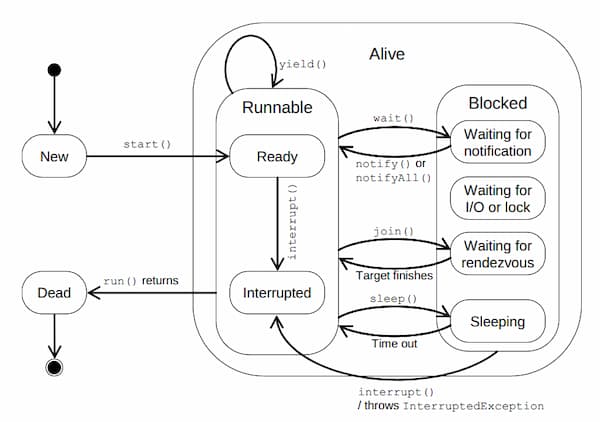 Alive
yield()
Runnable
Blocked
New
start()
Ready
wait()
Waiting for
notification
notify() or
notifyAll()
Waiting for
I/O or lock
interrupt()
join()
Waiting for
rendezvous
Target finishes
Dead
run() returns
Interrupted
sleep()
Sleeping
Time out
interrupt()
/ throws InterruptedException